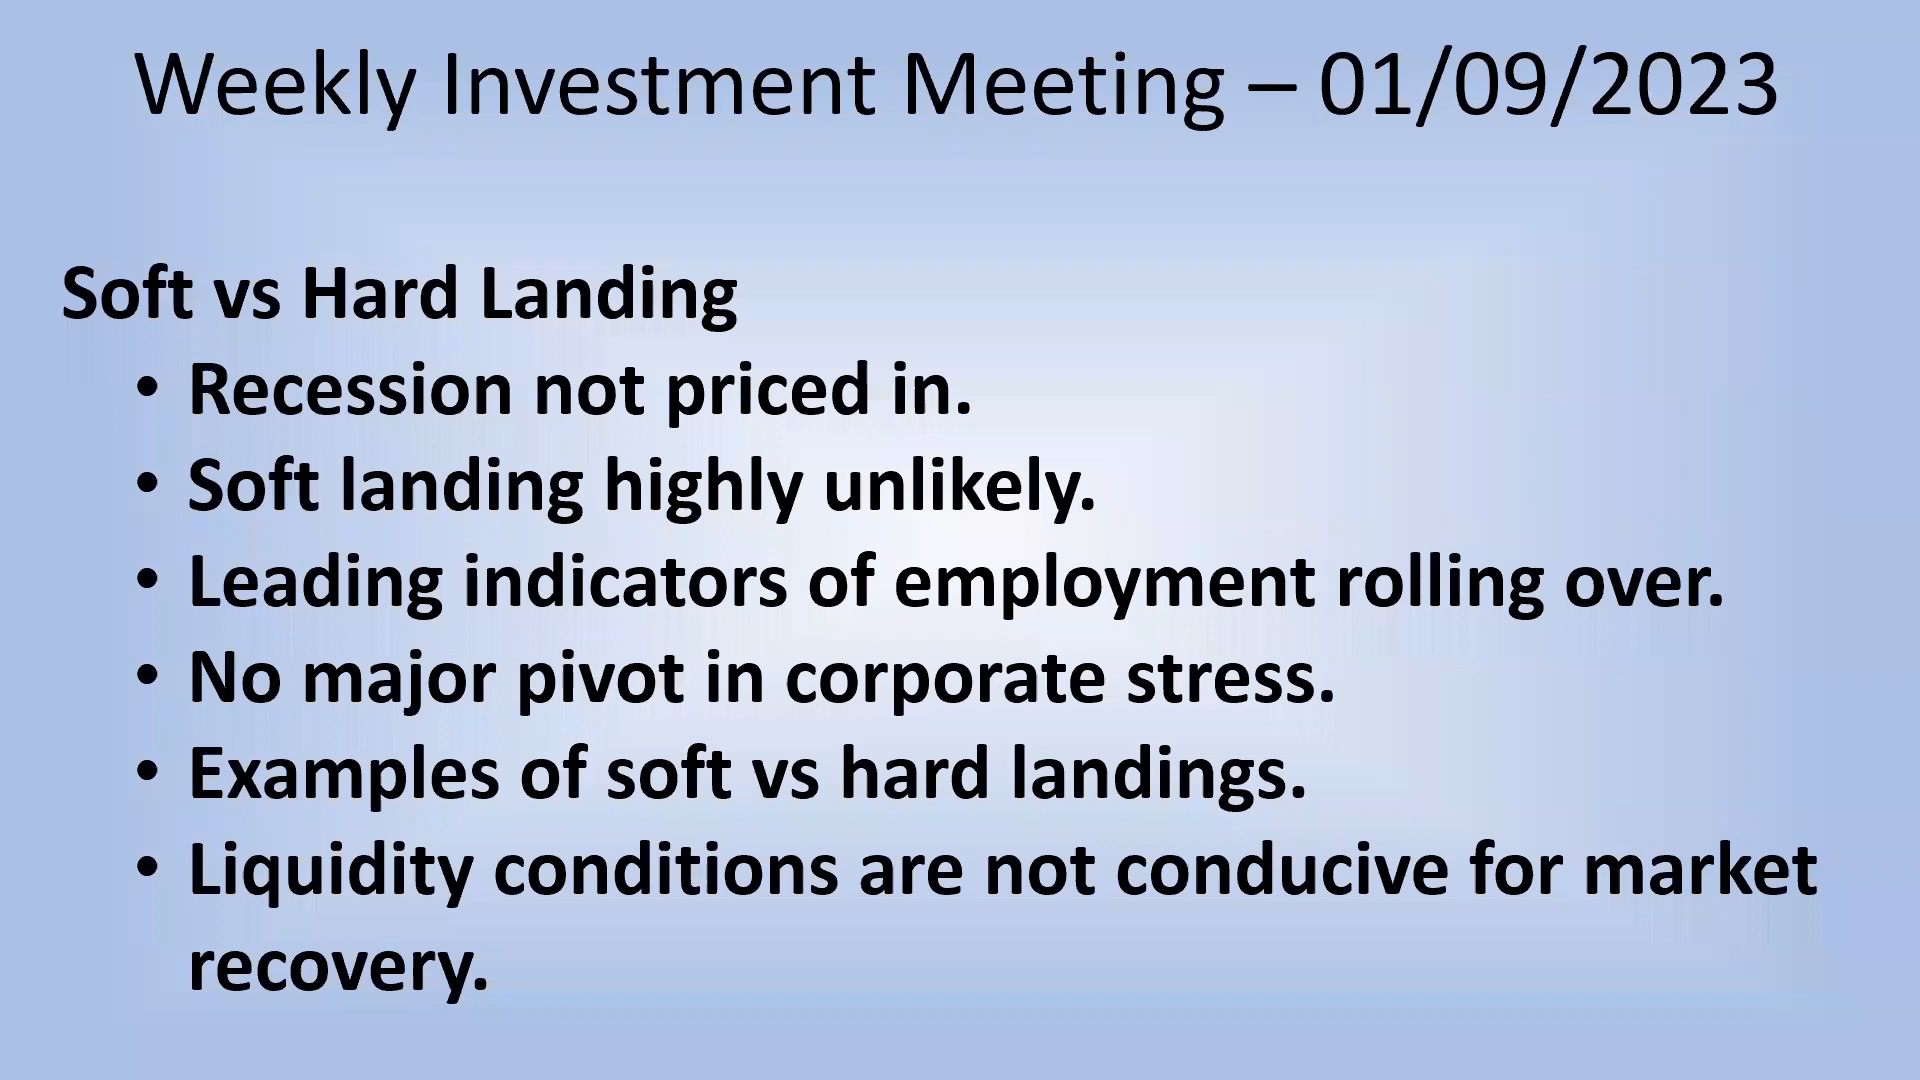 Weekly Investment Meeting – 01/09/2023
Soft vs Hard Landing
• Recession not priced in.
• Soft landing highly unlikely.
• Leading indicators of employment rolling over.
• No major pivot in corporate stress.
• Examples of soft vs hard landings.
• Liquidity conditions are not conducive for market
recovery.